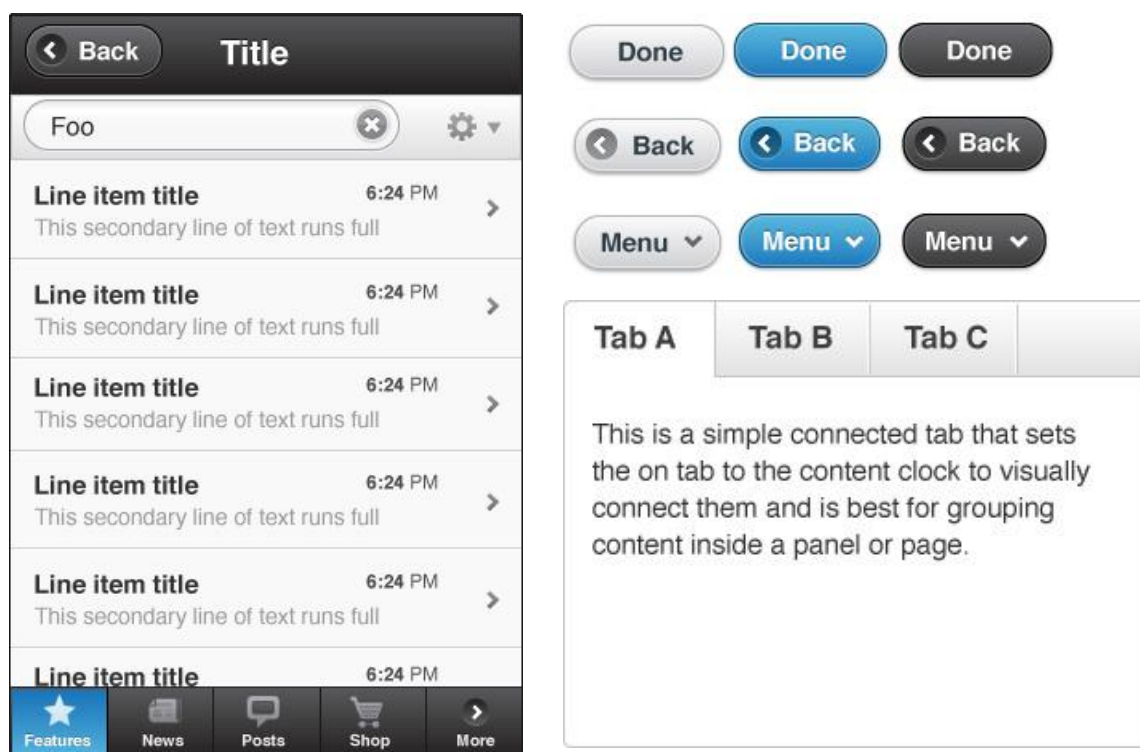 Back
Title
Foo
Line item title 6:24 PM
This secondary line of text runs full
Line item title 6:24 PM
This secondary line of text runs full
Line item title 6:24 PM
This secondary line of text runs full
Line item title 6:24 PM
This secondary line of text runs full
Line item title 6:24 PM
This secondary line of text runs full
Line item title 6:24 PM
Features News Posts Shop More
Done Done Done
Back Back Back
Menu Menu Menu
Tab A Tab B Tab C
This is a simple connected tab that sets
the on tab to the content clock to visually
connect them and is best for grouping
content inside a panel or page.